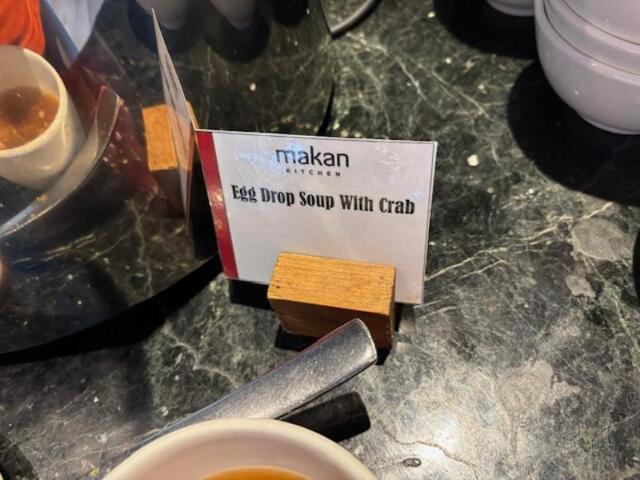 makan
KITCHEN
Egg Drop Soup With Crab